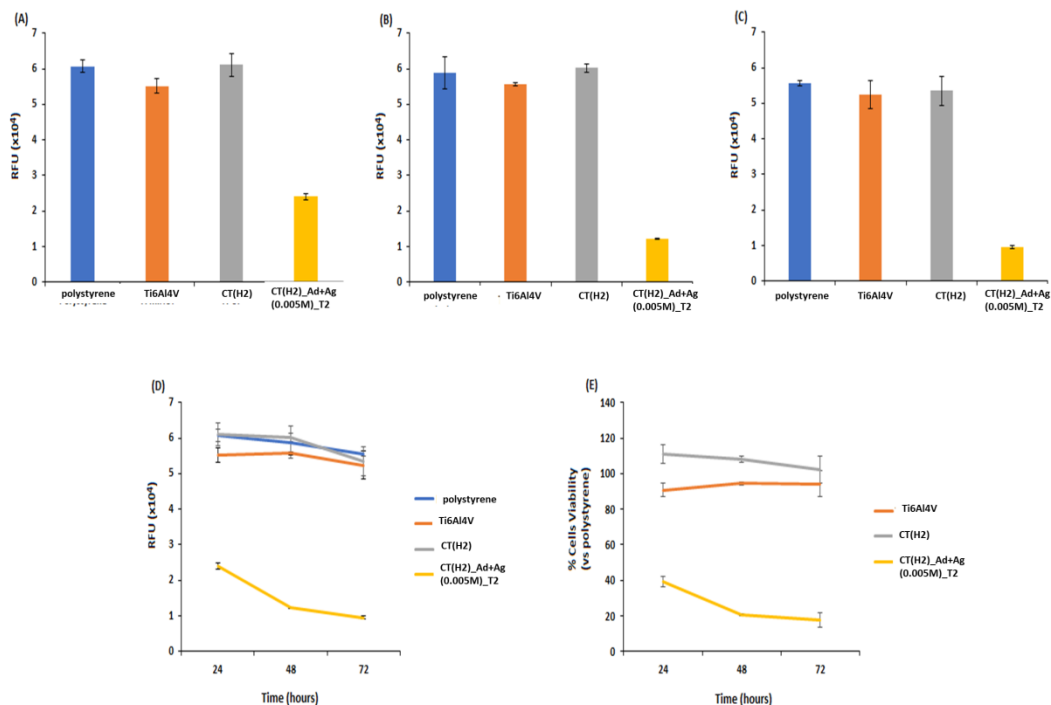 (A)
7
6
5
4
3
2
1
0
RFU (x10⁴)
polystyrene
Ti6Al4V
CT(H2)
CT(H2)_Ad+Ag
(0.005M)_T2
(B)
7
6
5
4
3
2
1
0
RFU (x10⁴)
polystyrene
Ti6Al4V
CT(H2)
CT(H2)_Ad+Ag
(0.005M)_T2
(C)
7
6
5
4
3
2
1
0
RFU (x10⁴)
polystyrene
Ti6Al4V
CT(H2)
CT(H2)_Ad+Ag
(0.005M)_T2
(D)
7
6
5
4
3
2
1
0
RFU (x10⁴)
24
48
72
Time (hours)
polystyrene
Ti6Al4V
CT(H2)
CT(H2)_Ad+Ag
(0.005M)_T2
(E)
140
120
100
80
60
40
20
0
% Cells Viability
(vs polystyrene)
24
48
72
Time (hours)
Ti6Al4V
CT(H2)
CT(H2)_Ad+Ag
(0.005M)_T2